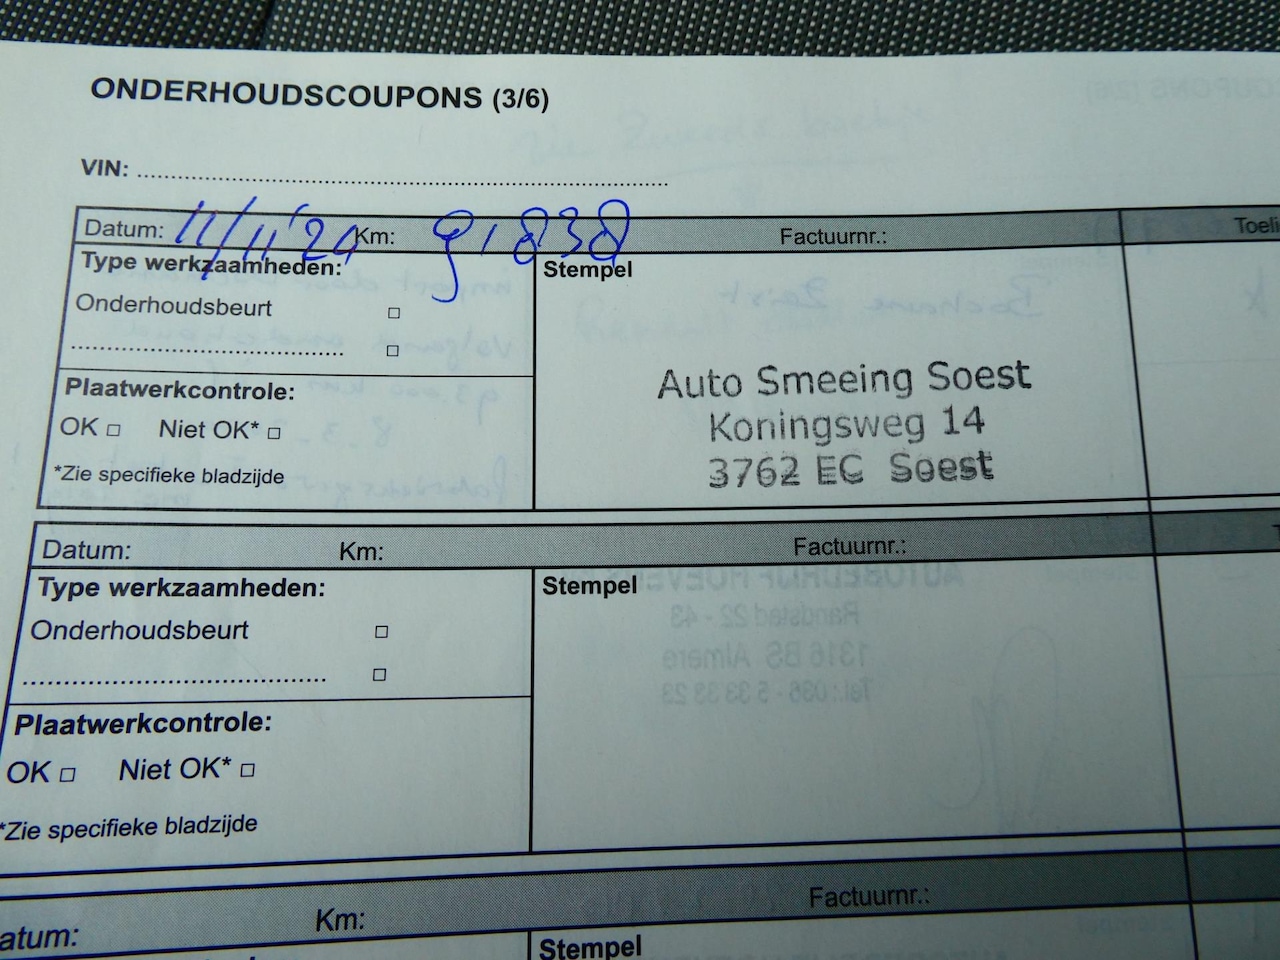 ONDERHOUDSCOUPONS (3/6)
VIN: ........................................................................
Datum: 11/11 '21 Km: 91838 Factuurnr.: Toeli
Type werkzaamheden: Stempel
Onderhoudsbeurt □
.......................................... □
Plaatwerkcontrole:
OK □ Niet OK* □
*Zie specifieke bladzijde
Auto Smeeing Soest
Koningsweg 14
3762 EC Soest
Datum: Km: Factuurnr.: T
Type werkzaamheden: Stempel
Onderhoudsbeurt □
.......................................... □
Plaatwerkcontrole:
OK □ Niet OK* □
*Zie specifieke bladzijde
atum: Km: Factuurnr.:
Stempel